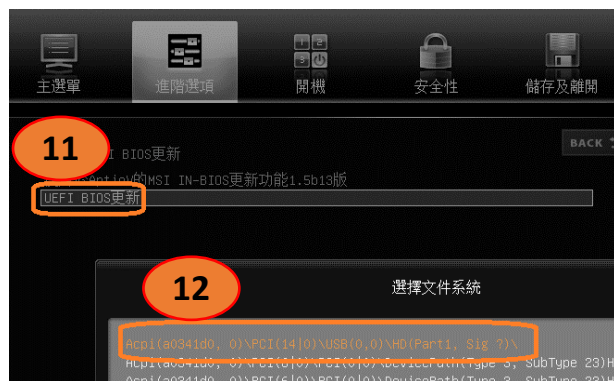 主選單 進階選項 開機 安全性 儲存及離開
BACK
11
BIOS更新
的MSI IN-BIOS更新功能1.5b13版
UEFI BIOS更新
12
選擇文件系統
Acpi(a0341d0, 0)\PCI(14|0)\USB(0,0)\HD(Part1, Sig ?)\
SubType 23)H